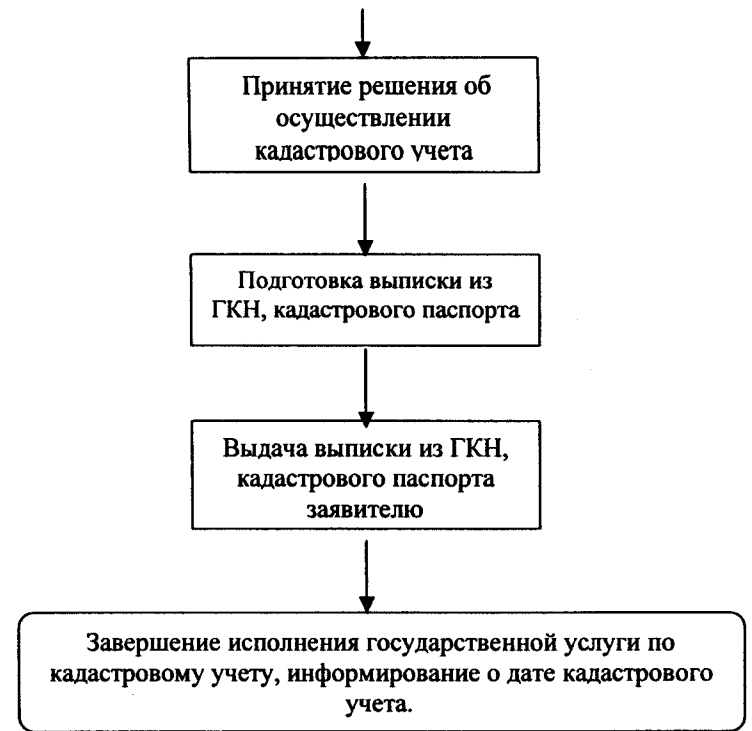 Принятие решения об
осуществлении
кадастрового учета
Подготовка выписки из
ГКН, кадастрового паспорта
Выдача выписки из ГКН,
кадастрового паспорта
заявителю
Завершение исполнения государственной услуги по
кадастровому учету, информирование о дате кадастрового
учета.